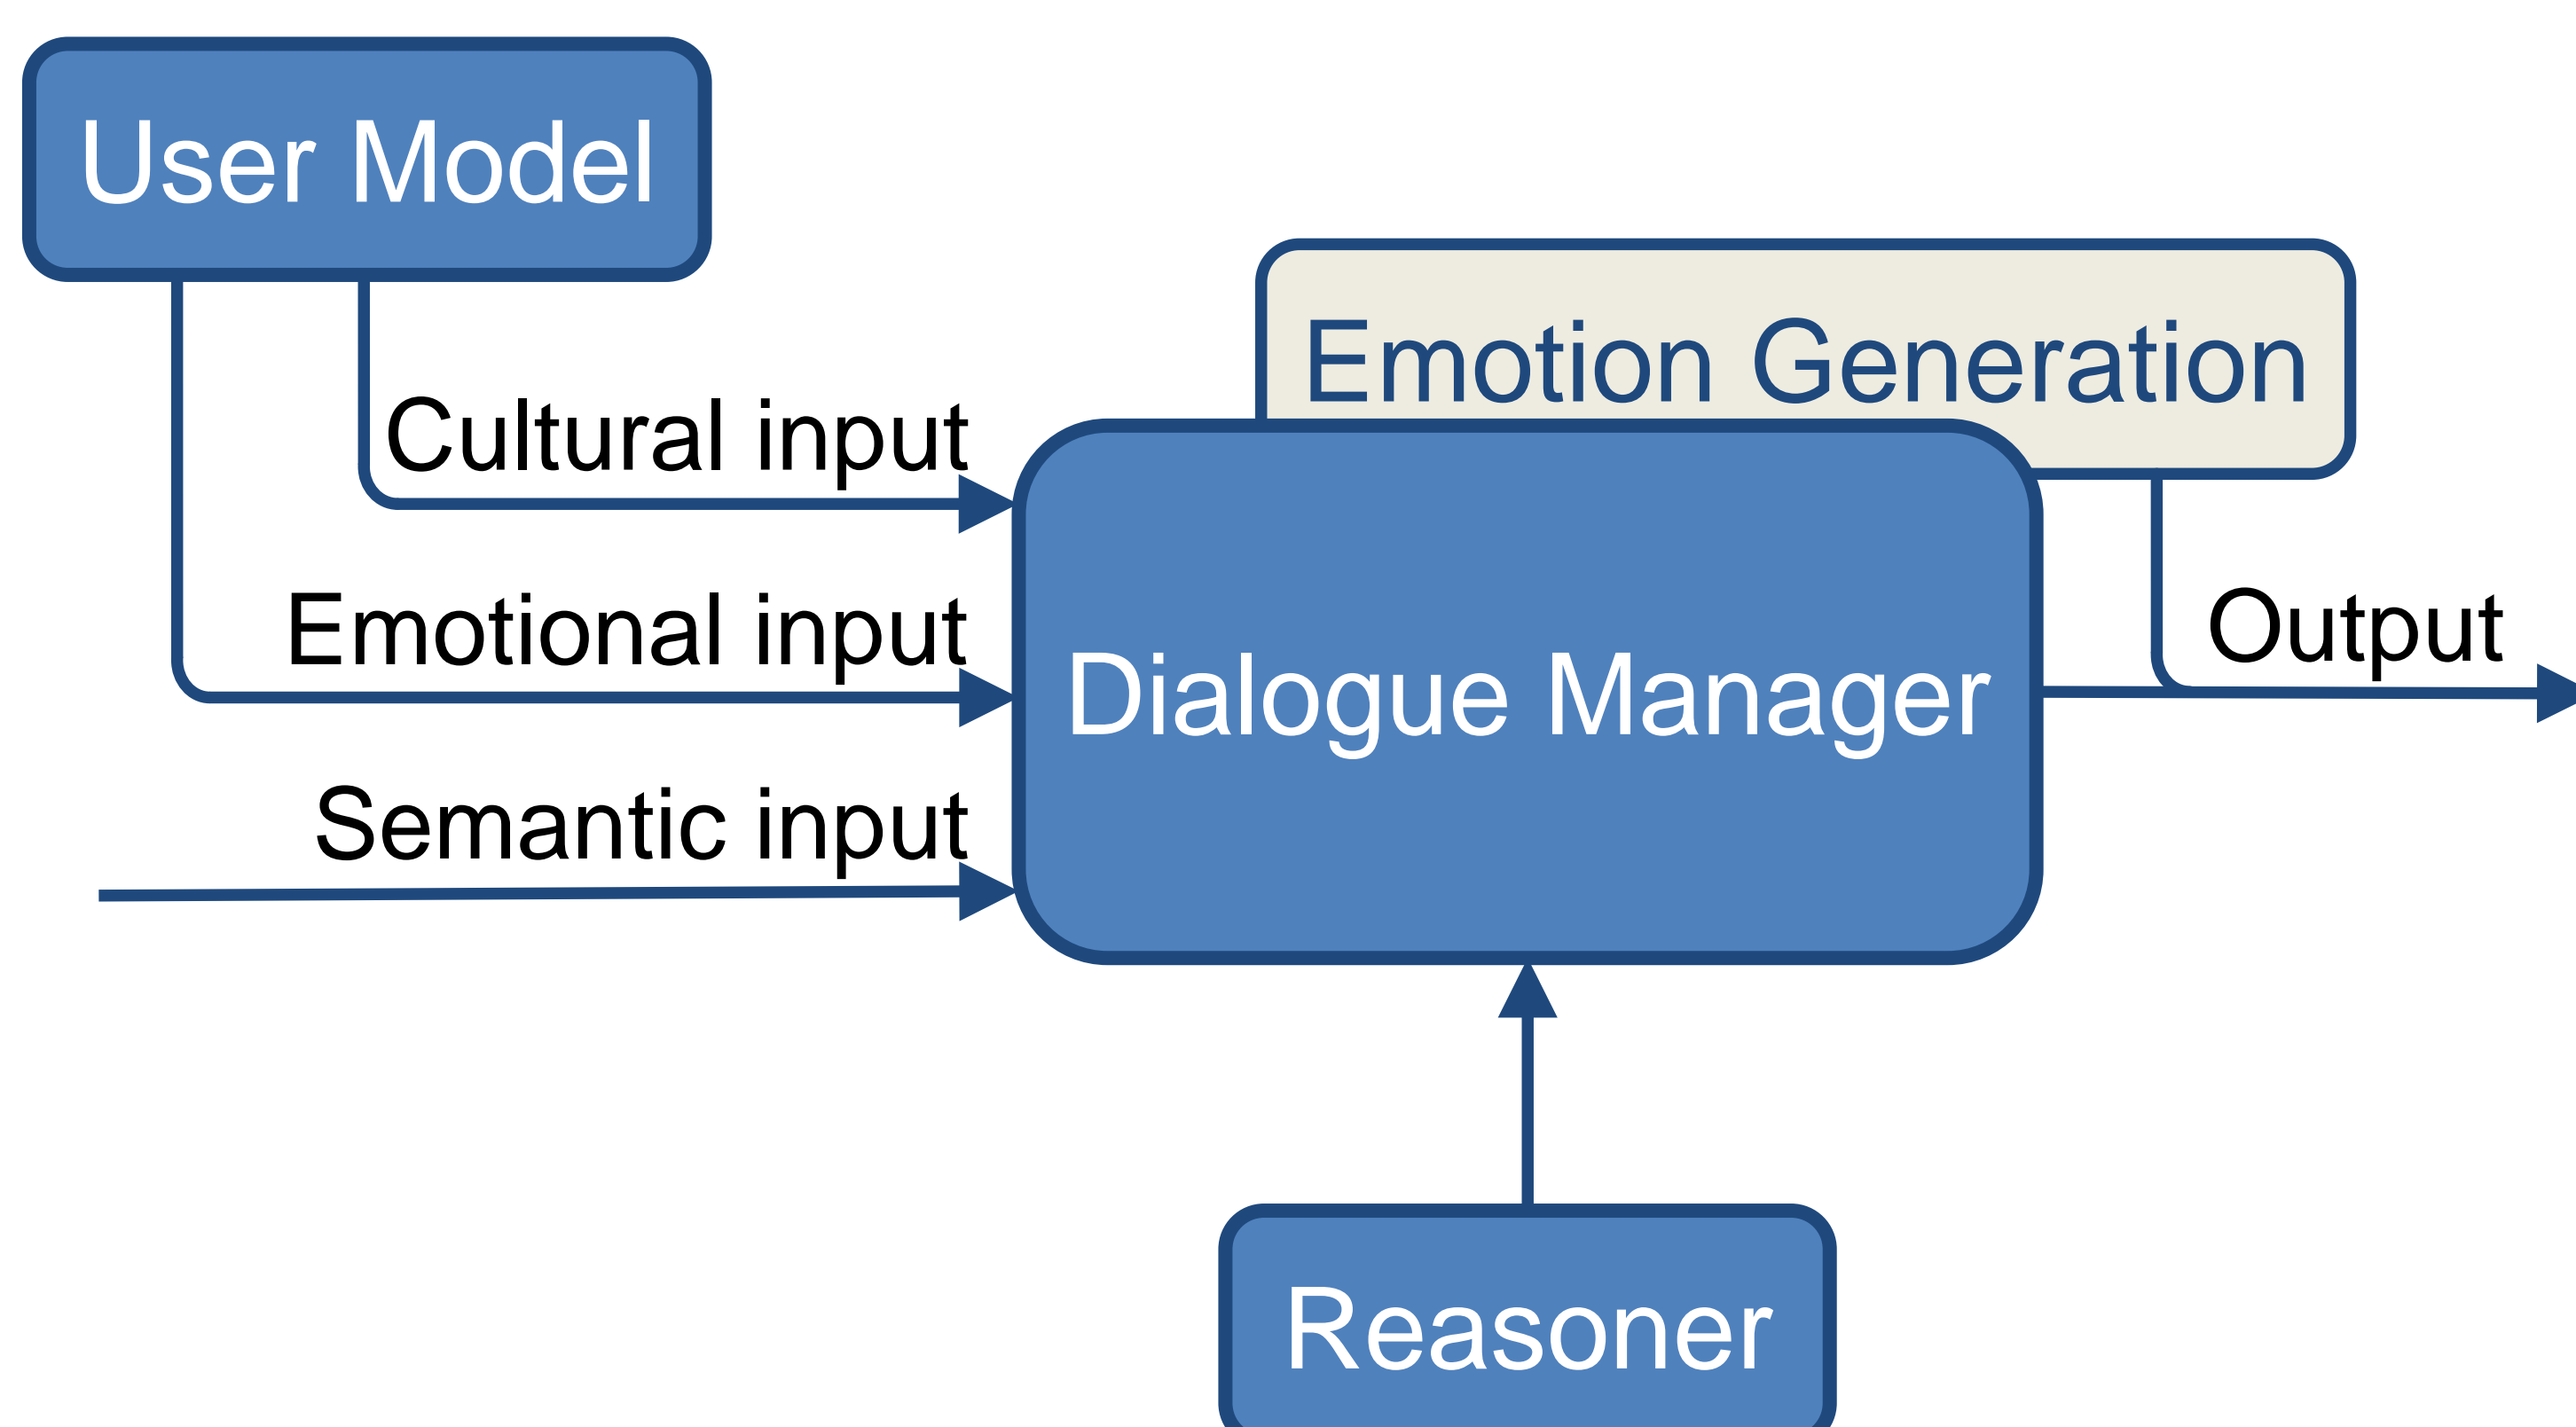 User Model
Emotion Generation
Cultural input
Emotional input
Output
Dialogue Manager
Semantic input
Reasoner